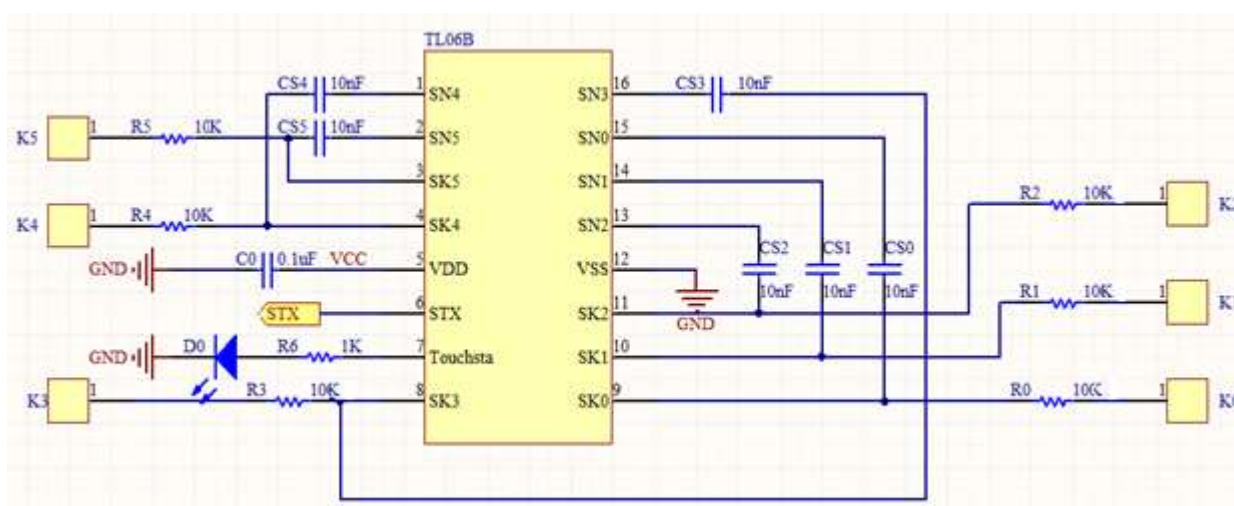 TL06B
CS4 10nF 1 SN4 SN3 16 CS3 10nF
K5 1 R5 10K CS5 10nF 2 SN5 SN0 15
3 SK5 SN1 14
K4 1 R4 10K 4 SK4 SN2 13 R2 10K 1
GND C0 0.1uF VCC 5 VDD VSS 12 CS2 CS1 CS0
10nF 10nF 10nF R1 10K 1
STX 6 STX SK2 11 GND
GND D0 R6 1K 7 Touchsta SK1 10
K3 1 R3 10K 8 SK3 SK0 9 R0 10K 1